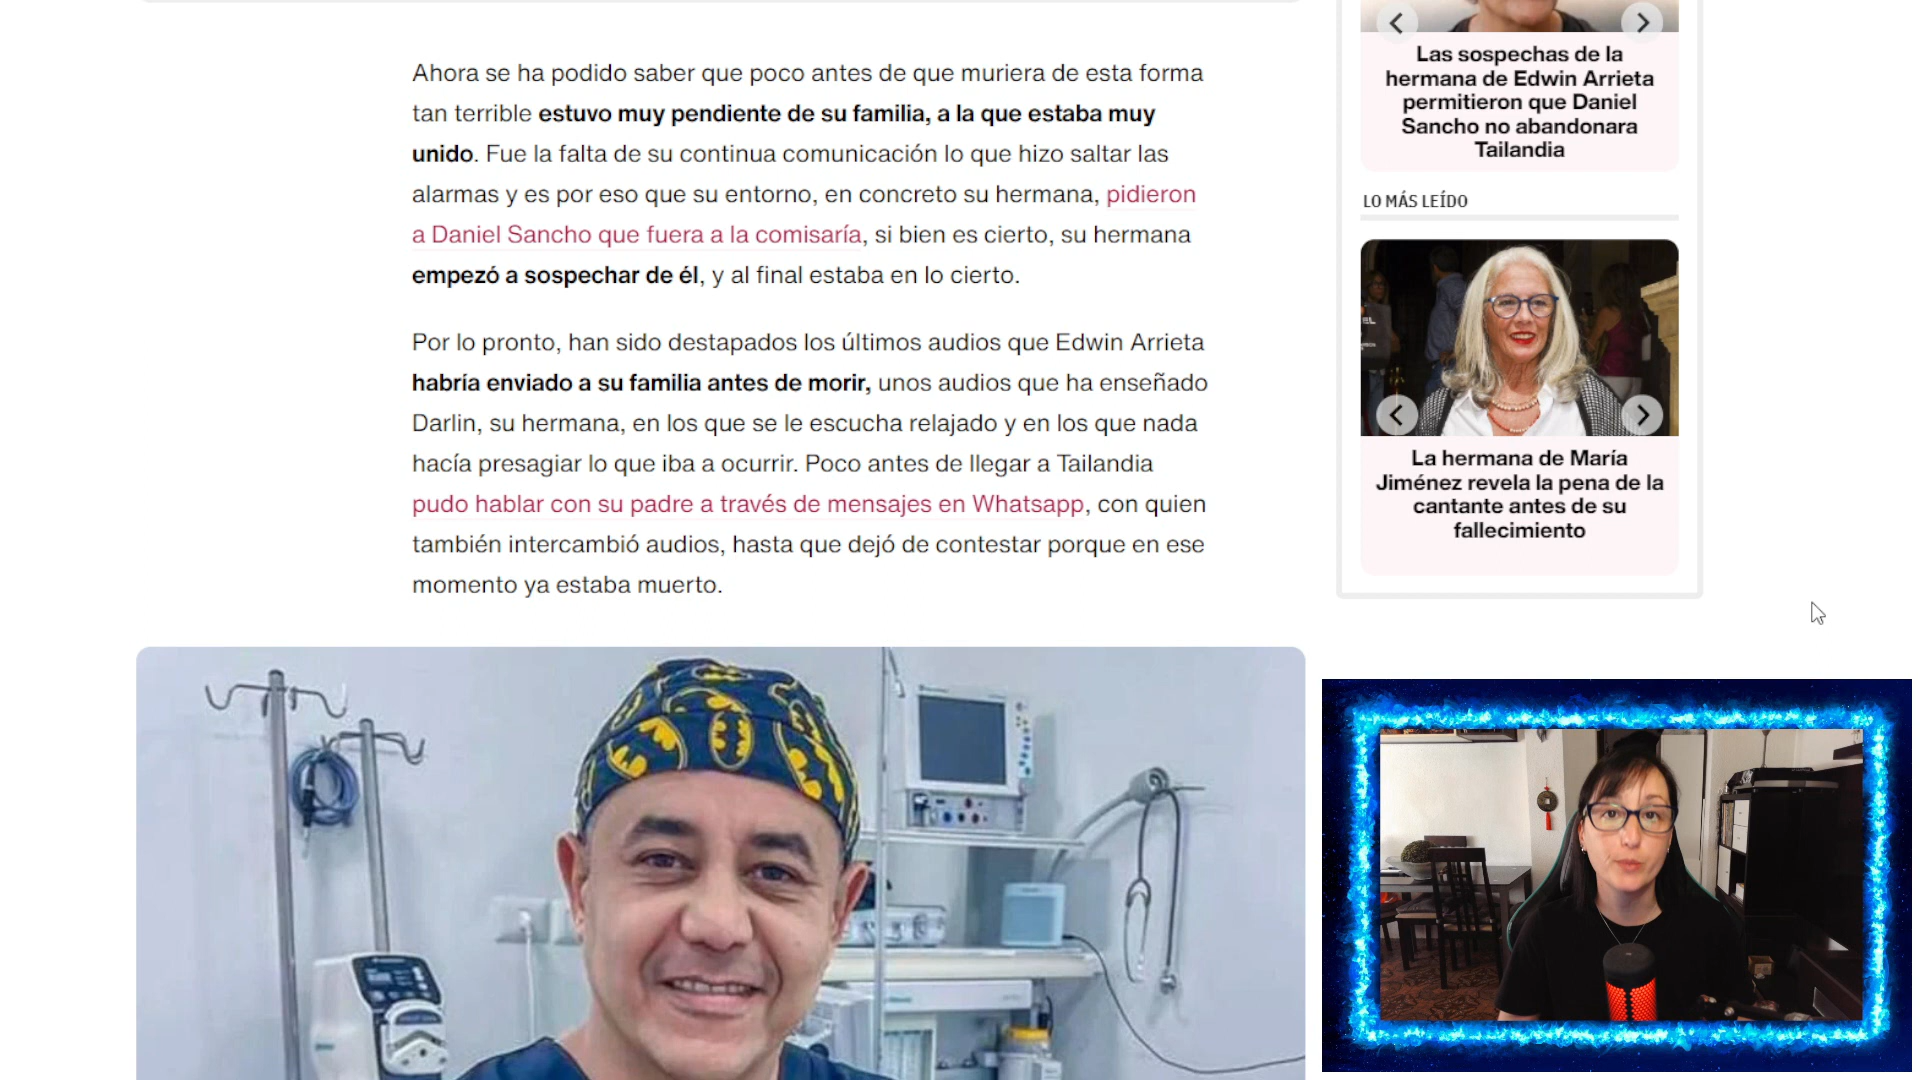 Ahora se ha podido saber que poco antes de que muriera de esta forma
tan terrible estuvo muy pendiente de su familia, a la que estaba muy
unido. Fue la falta de su continua comunicación lo que hizo saltar las
alarmas y es por eso que su entorno, en concreto su hermana, pidieron
a Daniel Sancho que fuera a la comisaría, si bien es cierto, su hermana
empezó a sospechar de él, y al final estaba en lo cierto.
Por lo pronto, han sido destapados los últimos audios que Edwin Arrieta
habría enviado a su familia antes de morir, unos audios que ha enseñado
Darlin, su hermana, en los que se le escucha relajado y en los que nada
hacía presagiar lo que iba a ocurrir. Poco antes de llegar a Tailandia
pudo hablar con su padre a través de mensajes en Whatsapp, con quien
también intercambió audios, hasta que dejó de contestar porque en ese
momento ya estaba muerto.
Las sospechas de la
hermana de Edwin Arrieta
permitieron que Daniel
Sancho no abandonara
Tailandia
LO MÁS LEÍDO
La hermana de María
Jiménez revela la pena de la
cantante antes de su
fallecimiento